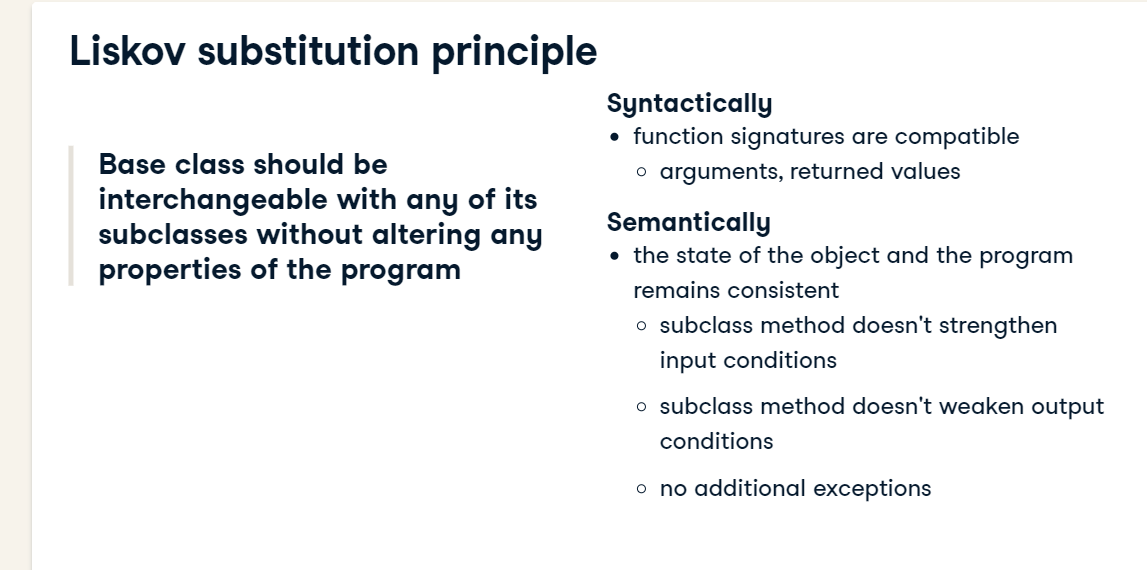 Liskov substitution principle
Base class should be
interchangeable with any of its
subclasses without altering any
properties of the program
Syntactically
• function signatures are compatible
○ arguments, returned values
Semantically
• the state of the object and the program
remains consistent
○ subclass method doesn't strengthen
input conditions
○ subclass method doesn't weaken output
conditions
○ no additional exceptions